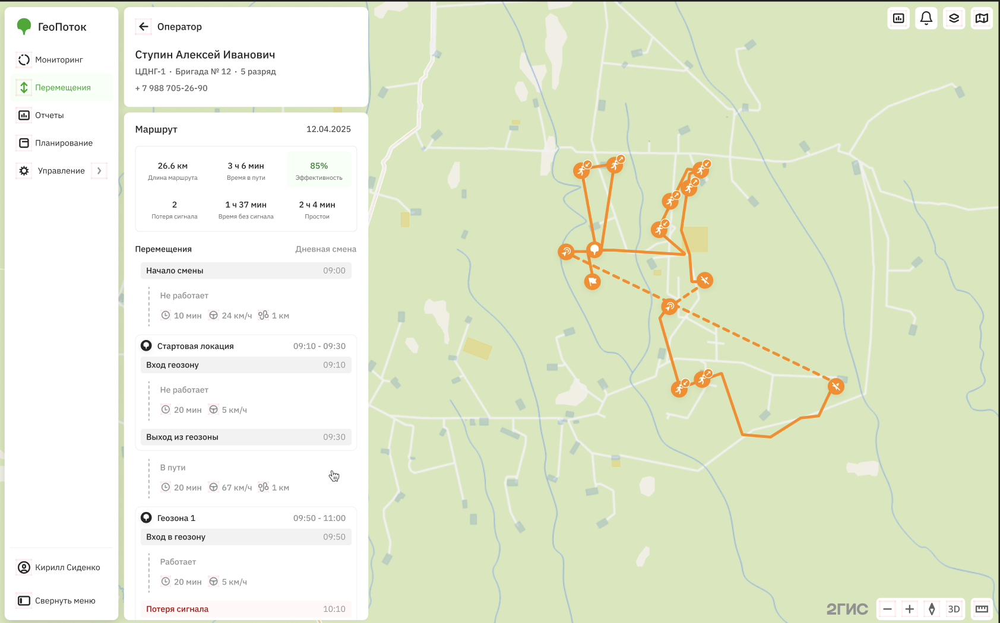 ГеоПоток
Мониторинг
Перемещения
Отчеты
Планирование
Управление
Кирилл Сиденко
Свернуть меню
Оператор
Ступин Алексей Иванович
ЦДНГ-1 · Бригада № 12 · 5 разряд
+ 7 988 705-26-90
Маршрут 12.04.2025
26.6 км 3 ч 6 мин 85%
Длина маршрута Время в пути Эффективность
2 1 ч 37 мин 2 ч 4 мин
Потеря сигнала Время без сигнала Простои
Перемещения Дневная смена
Начало смены 09:00
Не работает
10 мин 24 км/ч 1 км
Стартовая локация 09:10 - 09:30
Вход геозону 09:10
Не работает
20 мин 5 км/ч
Выход из геозоны 09:30
В пути
20 мин 67 км/ч 1 км
Геозона 1 09:50 - 11:00
Вход в геозону 09:50
Работает
20 мин 5 км/ч
Потеря сигнала 10:10
2ГИС
3D